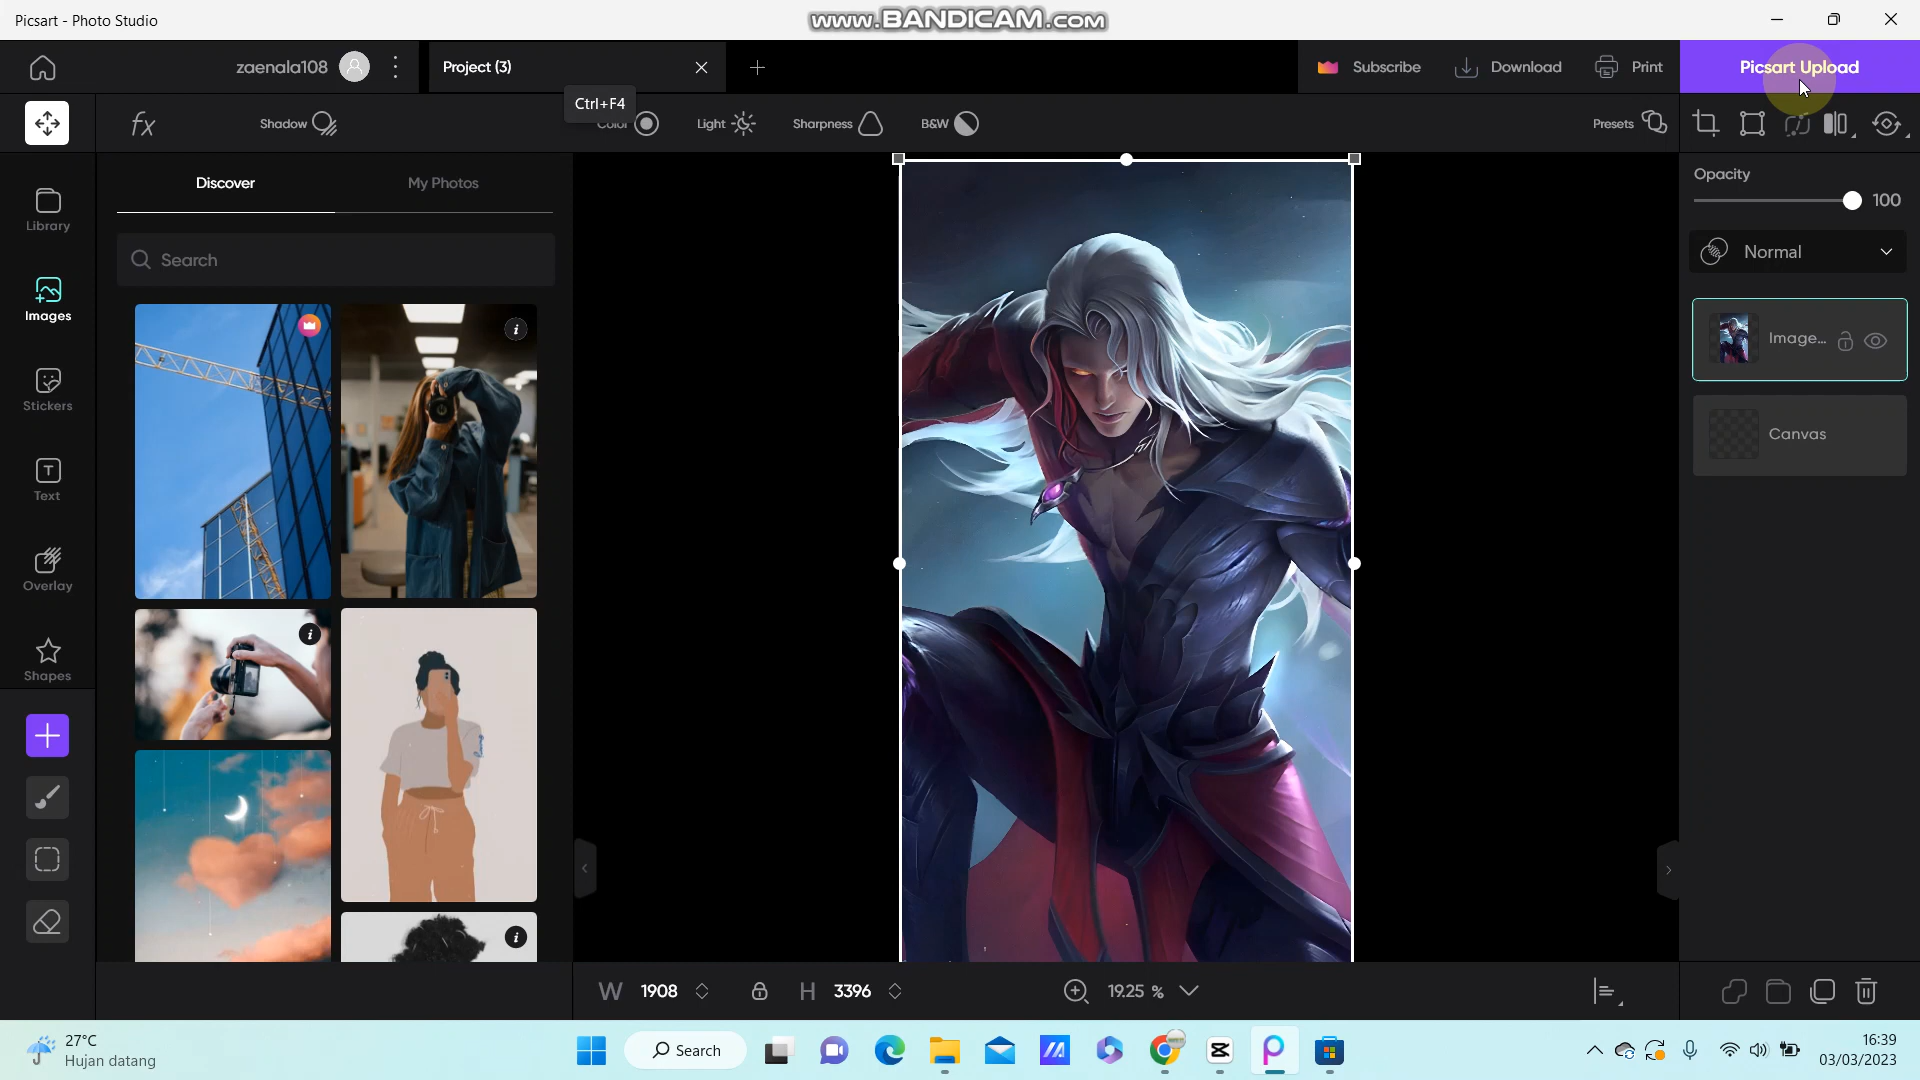 Picsart - Photo Studio
www.BANDICAM.com
zaenala108
Project (3)
Subscribe
Download
Print
Picsart Upload
Ctrl+F4
fx
Shadow
Color
Light
Sharpness
B&W
Presets
Discover
My Photos
Opacity
100
Library
Search
Normal
Images
Image...
Stickers
Canvas
Text
Overlay
Shapes
W 1908
H 3396
19.25 %
27°C
Hujan datang
Search
16:39
03/03/2023